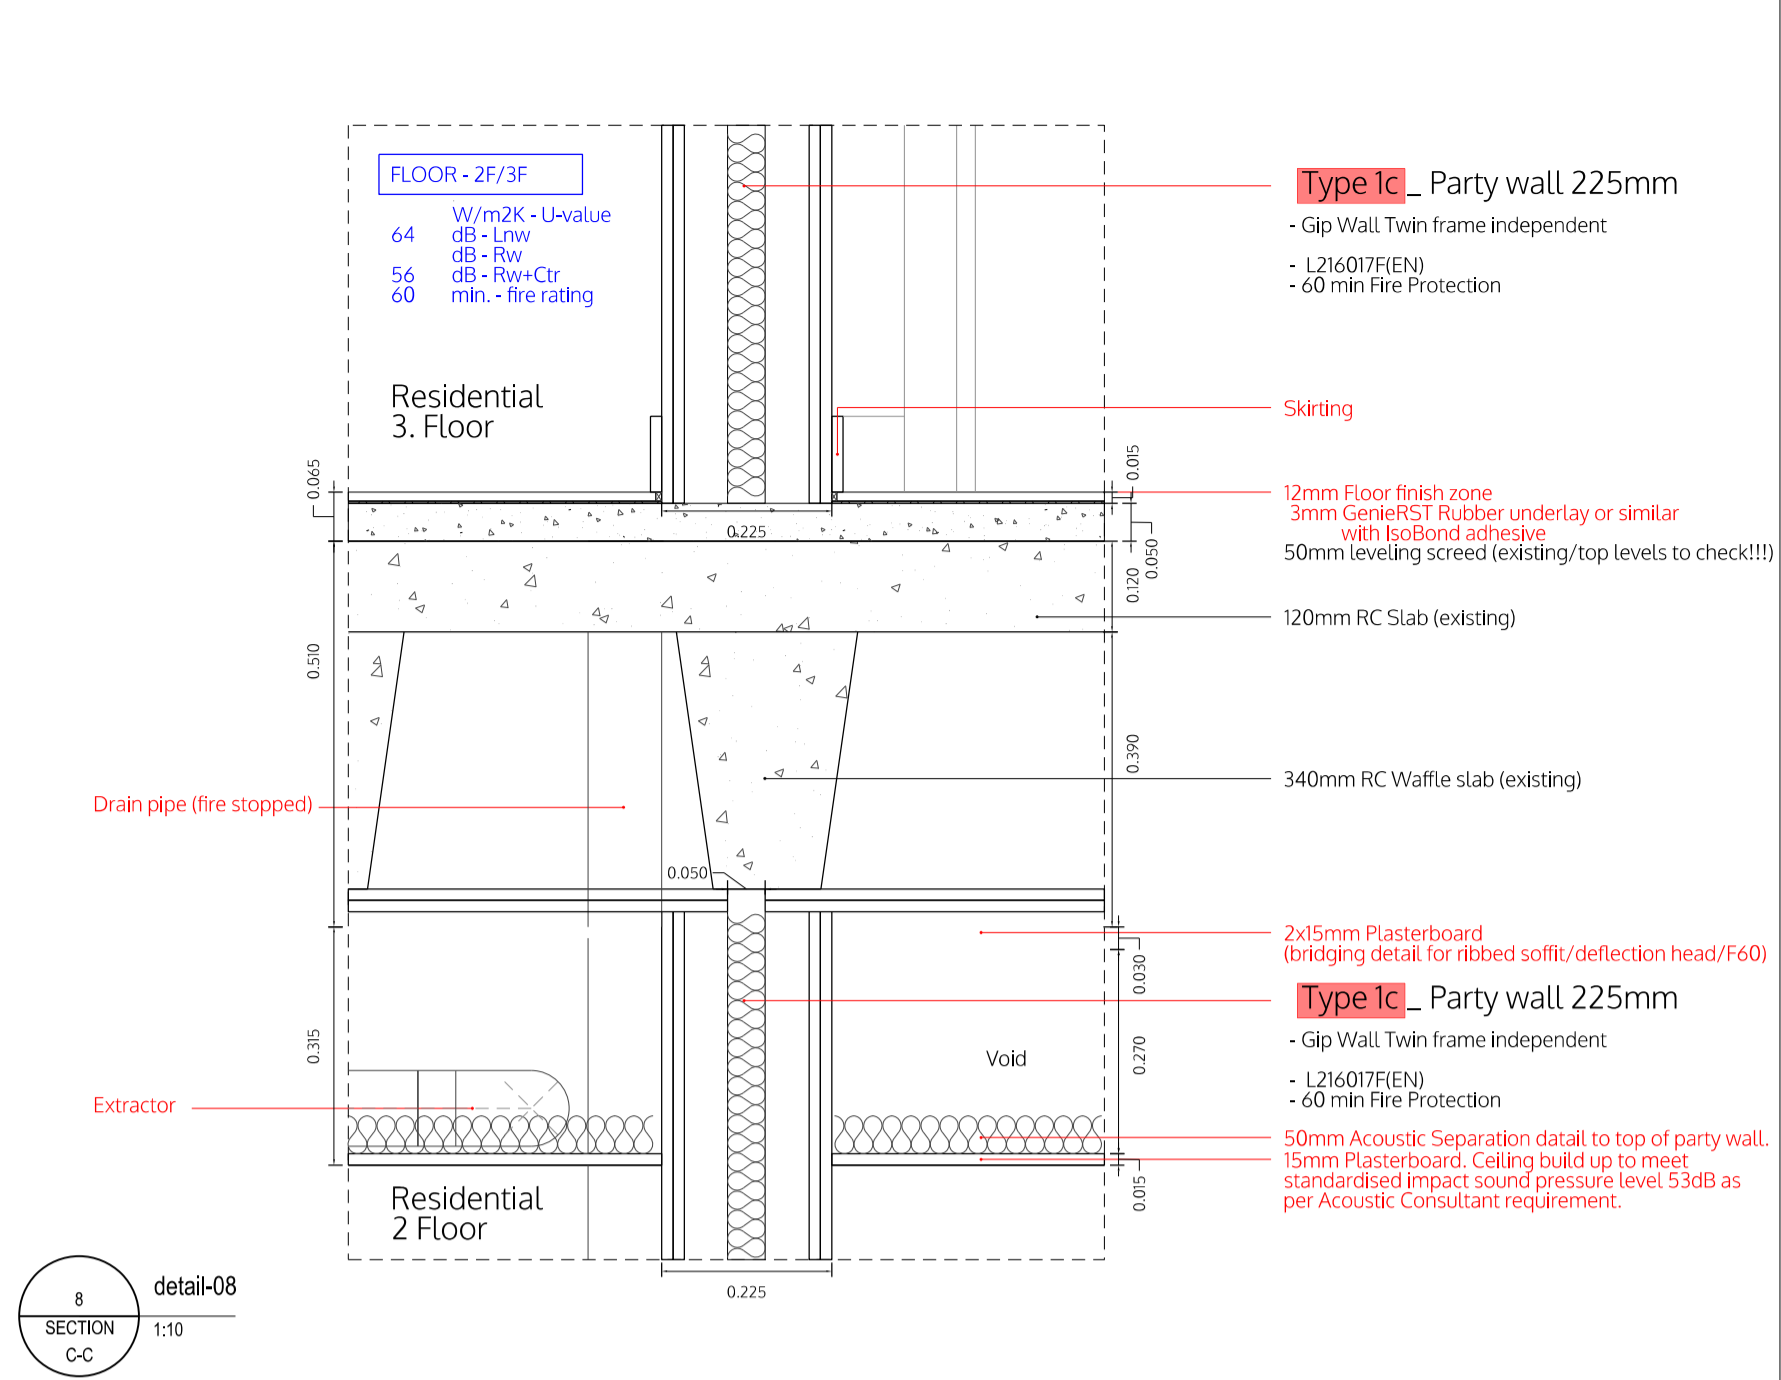 FLOOR - 2F/3F
W/m2K - U-value
64 dB - Lnw
dB - Rw
56 dB - Rw+Ctr
60 min. - fire rating
Residential
3. Floor
Type 1c _ Party wall 225mm
- Gip Wall Twin frame independent
- L216017F(EN)
- 60 min Fire Protection
Skirting
0.065
0.015
12mm Floor finish zone
3mm GenieRST Rubber underlay or similar
with IsoBond adhesive
50mm leveling screed (existing/top levels to check!!!)
0.225
0.050
0.120
120mm RC Slab (existing)
0.510
0.390
340mm RC Waffle slab (existing)
Drain pipe (fire stopped)
0.050
2x15mm Plasterboard
(bridging detail for ribbed soffit/deflection head/F60)
0.030
Type 1c _ Party wall 225mm
- Gip Wall Twin frame independent
- L216017F(EN)
- 60 min Fire Protection
0.315
0.270
Void
Extractor
50mm Acoustic Separation datail to top of party wall.
15mm Plasterboard. Ceiling build up to meet
standardised impact sound pressure level 53dB as
per Acoustic Consultant requirement.
0.015
Residential
2 Floor
0.225
8
SECTION
C-C
detail-08
1:10